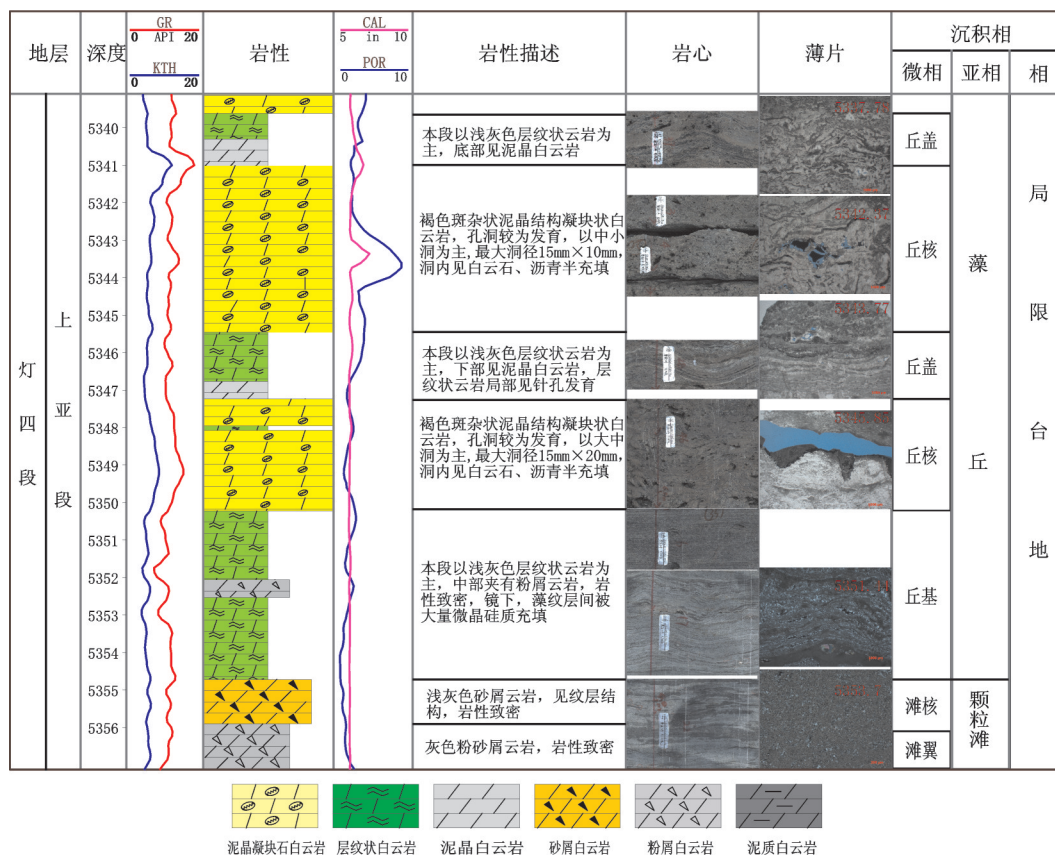 地层
深度
GR
0 API 20
KTH
0 20
岩性
CAL
5 in 10
POR
0 10
岩性描述
岩心
薄片
沉积相
微相
亚相
相
灯四段
上亚段
5340
5341
5342
5343
5344
5345
5346
5347
5348
5349
5350
5351
5352
5353
5354
5355
5356
本段以浅灰色层纹状云岩为
主，底部见泥晶白云岩
褐色斑杂状泥晶结构凝块状白
云岩，孔洞较为发育，以中小
洞为主,最大洞径15mm×10mm,
洞内见白云石、沥青半充填
本段以浅灰色层纹状云岩为
主，下部见泥晶白云岩，层
纹状云岩局部见针孔发育
褐色斑杂状泥晶结构凝块状白
云岩，孔洞较为发育，以大中
洞为主,最大洞径15mm×20mm,
洞内见白云石、沥青半充填
本段以浅灰色层纹状云岩为
主，中部夹有粉屑云岩，岩
性致密，镜下，藻纹层间被
大量微晶硅质充填
浅灰色砂屑云岩，见纹层结
构，岩性致密
灰色粉砂屑云岩，岩性致密
丘盖
丘核
丘盖
丘核
丘基
滩核
滩翼
藻丘
颗粒滩
局限台地
泥晶凝块石白云岩
层纹状白云岩
泥晶白云岩
砂屑白云岩
粉屑白云岩
泥质白云岩